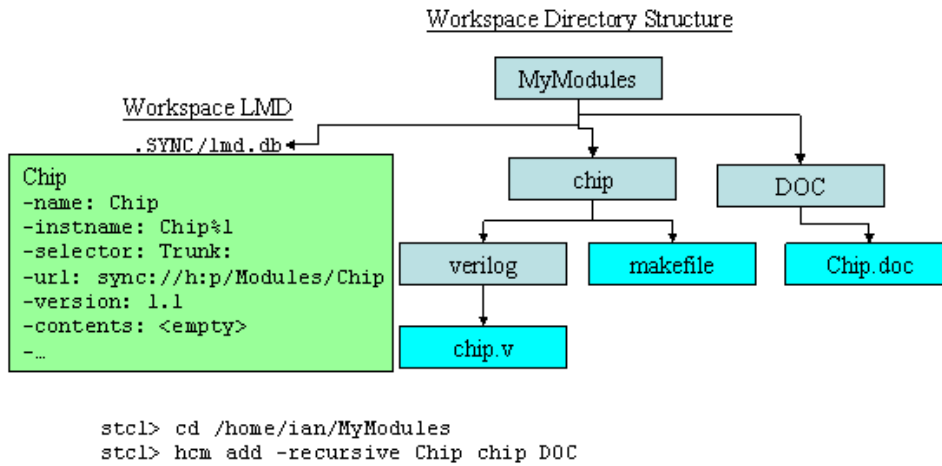 Workspace Directory Structure
MyModules
Workspace LMD
.SYNC/lmd.db
Chip
-name: Chip
-instname: Chip%1
-selector: Trunk:
-url: sync://h:p/Modules/Chip
-version: 1.1
-contents: <empty>
-…
chip
DOC
verilog
makefile
Chip.doc
chip.v
stcl> cd /home/ian/MyModules
stcl> hcm add -recursive Chip chip DOC